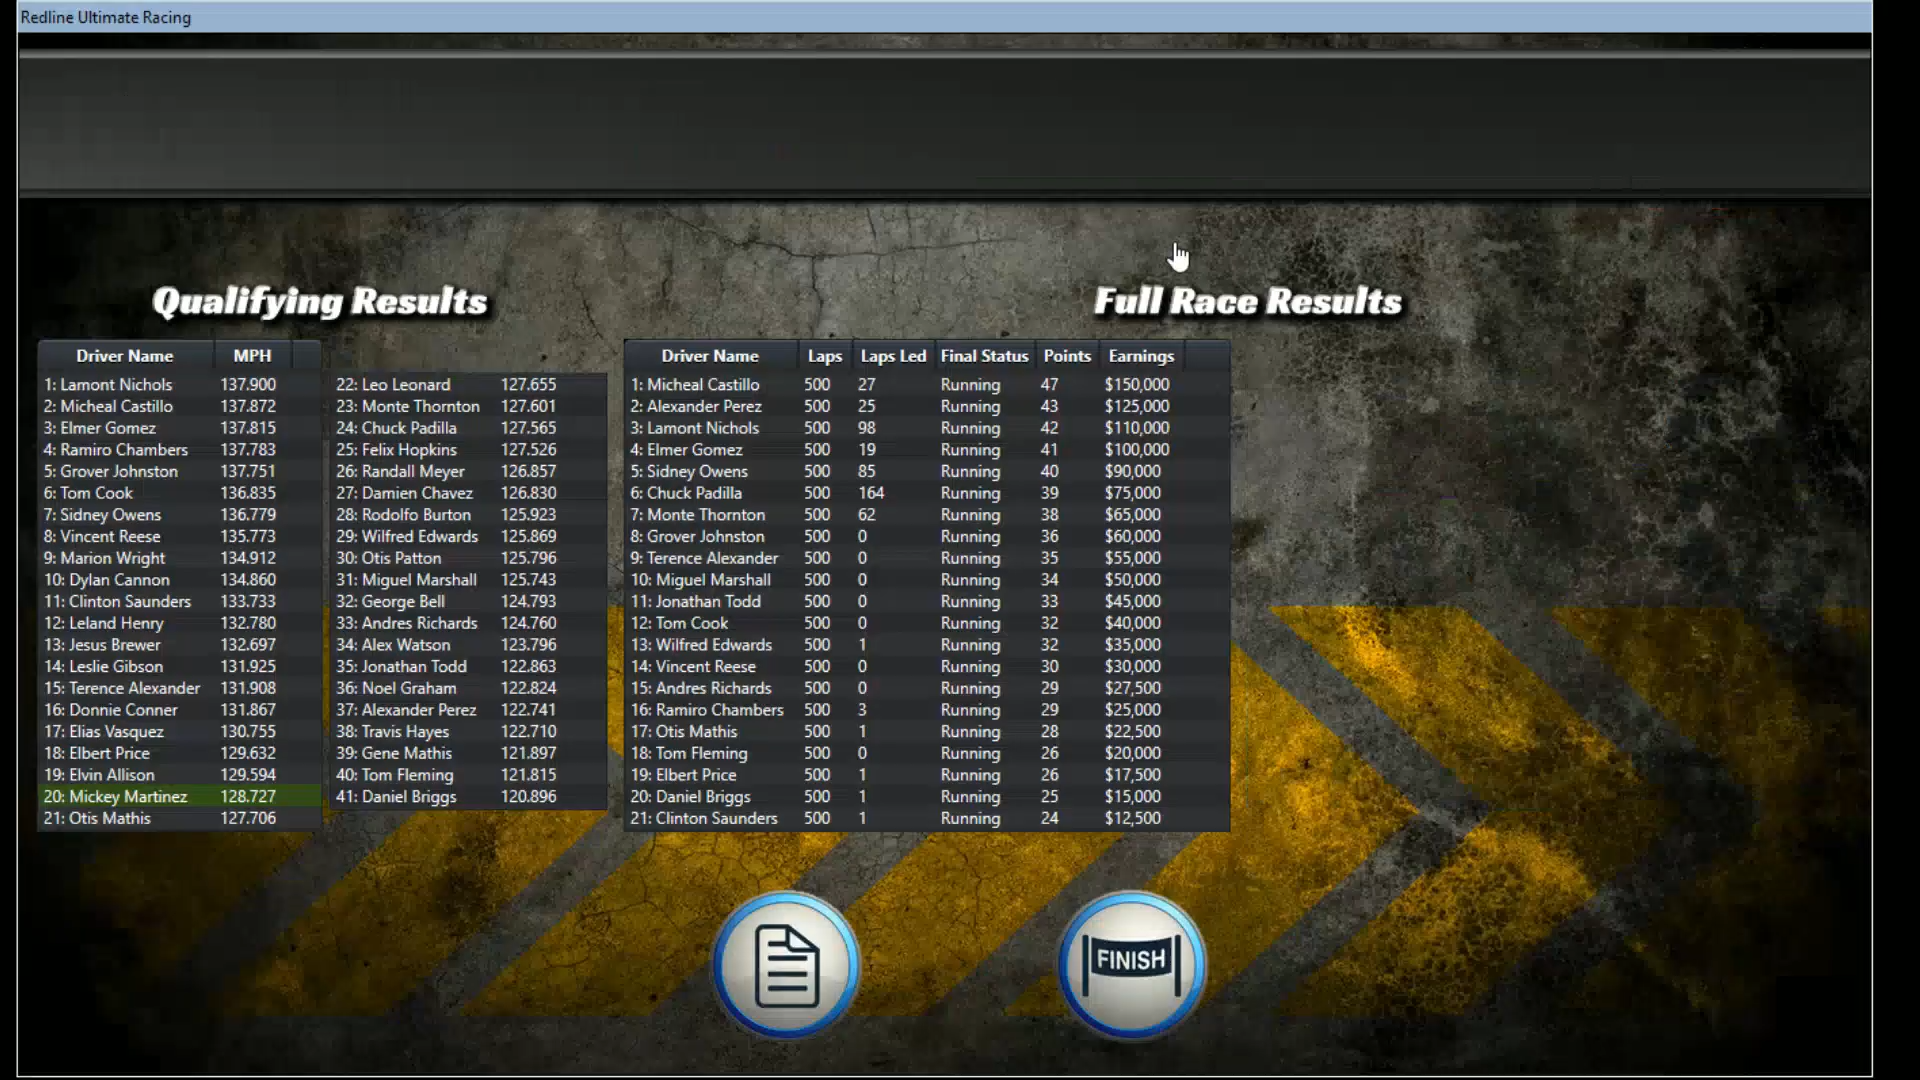 Redline Ultimate Racing
Qualifying Results
Driver Name MPH
1: Lamont Nichols 137.900
2: Micheal Castillo 137.872
3: Elmer Gomez 137.815
4: Ramiro Chambers 137.783
5: Grover Johnston 137.751
6: Tom Cook 136.835
7: Sidney Owens 136.779
8: Vincent Reese 135.773
9: Marion Wright 134.912
10: Dylan Cannon 134.860
11: Clinton Saunders 133.733
12: Leland Henry 132.780
13: Jesus Brewer 132.697
14: Leslie Gibson 131.925
15: Terence Alexander 131.908
16: Donnie Conner 131.867
17: Elias Vasquez 130.755
18: Elbert Price 129.632
19: Elvin Allison 129.594
20: Mickey Martinez 128.727
21: Otis Mathis 127.706
22: Leo Leonard 127.655
23: Monte Thornton 127.601
24: Chuck Padilla 127.565
25: Felix Hopkins 127.526
26: Randall Meyer 126.857
27: Damien Chavez 126.830
28: Rodolfo Burton 125.923
29: Wilfred Edwards 125.869
30: Otis Patton 125.796
31: Miguel Marshall 125.743
32: George Bell 124.793
33: Andres Richards 124.760
34: Alex Watson 123.796
35: Jonathan Todd 122.863
36: Noel Graham 122.824
37: Alexander Perez 122.741
38: Travis Hayes 122.710
39: Gene Mathis 121.897
40: Tom Fleming 121.815
41: Daniel Briggs 120.896
Full Race Results
Driver Name Laps Laps Led Final Status Points Earnings
1: Micheal Castillo 500 27 Running 47 $150,000
2: Alexander Perez 500 25 Running 43 $125,000
3: Lamont Nichols 500 98 Running 42 $110,000
4: Elmer Gomez 500 19 Running 41 $100,000
5: Sidney Owens 500 85 Running 40 $90,000
6: Chuck Padilla 500 164 Running 39 $75,000
7: Monte Thornton 500 62 Running 38 $65,000
8: Grover Johnston 500 0 Running 36 $60,000
9: Terence Alexander 500 0 Running 35 $55,000
10: Miguel Marshall 500 0 Running 34 $50,000
11: Jonathan Todd 500 0 Running 33 $45,000
12: Tom Cook 500 0 Running 32 $40,000
13: Wilfred Edwards 500 1 Running 32 $35,000
14: Vincent Reese 500 0 Running 30 $30,000
15: Andres Richards 500 0 Running 29 $27,500
16: Ramiro Chambers 500 3 Running 29 $25,000
17: Otis Mathis 500 1 Running 28 $22,500
18: Tom Fleming 500 0 Running 26 $20,000
19: Elbert Price 500 1 Running 26 $17,500
20: Daniel Briggs 500 1 Running 25 $15,000
21: Clinton Saunders 500 1 Running 24 $12,500
FINISH